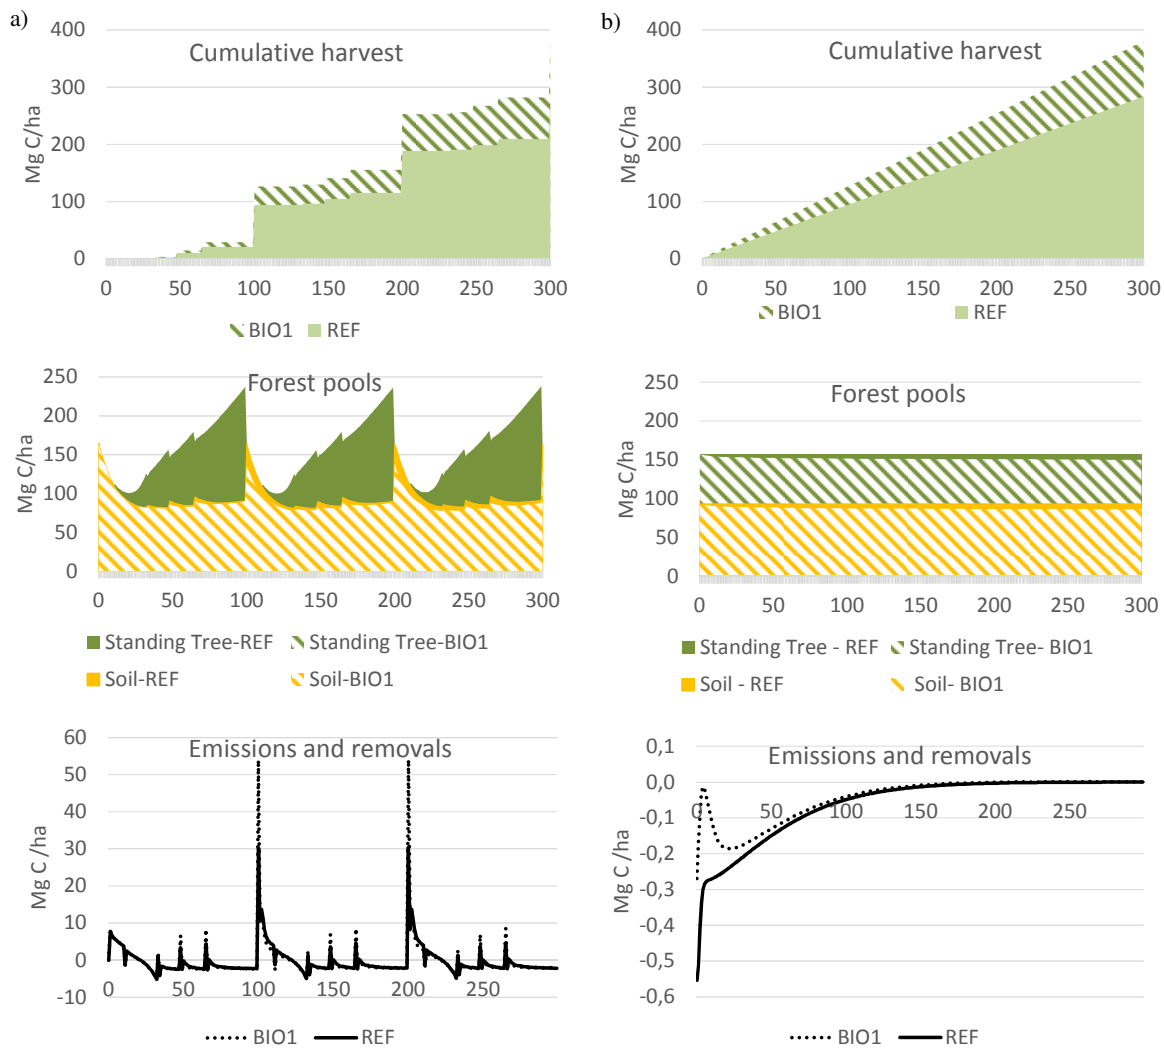 a)
Cumulative harvest
Mg C/ha
400
300
200
100
0
0 50 100 150 200 250 300
BIO1 REF
b)
Cumulative harvest
Mg C/ha
400
300
200
100
0
0 50 100 150 200 250 300
BIO1 REF
Forest pools
Mg C/ha
250
200
150
100
50
0
0 50 100 150 200 250 300
Standing Tree-REF Standing Tree-BIO1
Soil-REF Soil-BIO1
Forest pools
Mg C/ha
250
200
150
100
50
0
0 50 100 150 200 250 300
Standing Tree - REF Standing Tree- BIO1
Soil - REF Soil- BIO1
Emissions and removals
Mg C/ha
60
50
40
30
20
10
0
-10
0 50 100 150 200 250
BIO1 REF
Emissions and removals
Mg C /ha
0,1
0,0
-0,1
-0,2
-0,3
-0,4
-0,5
-0,6
0 50 100 150 200 250
BIO1 REF